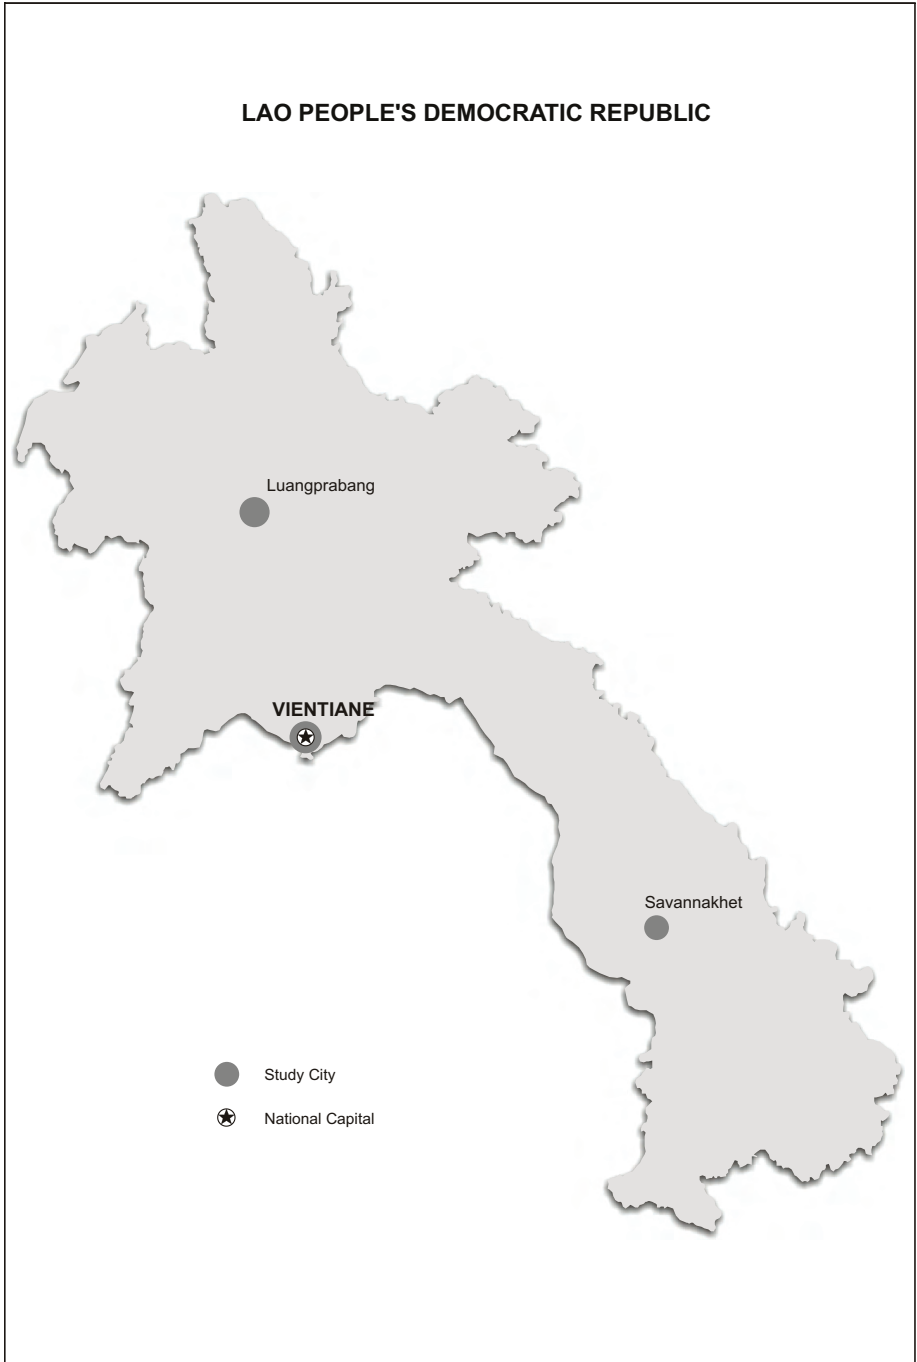 LAO PEOPLE'S DEMOCRATIC REPUBLIC
Luangprabang
VIENTIANE
Savannakhet
Study City
National Capital